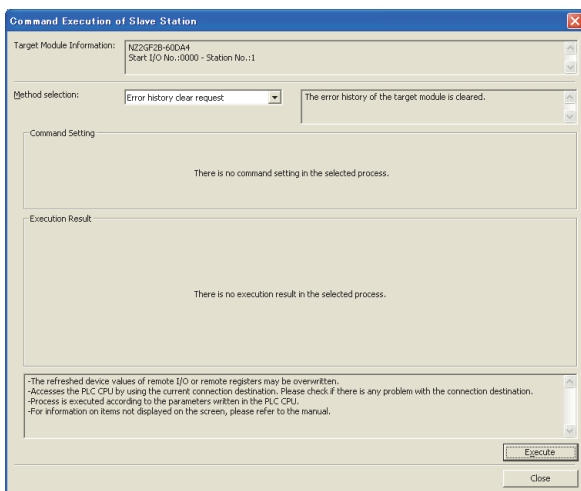 Command Execution of Slave Station
Target Module Information:
NZ2GF2B-60DA4
Start I/O No.:0000 - Station No.:1
Method selection:
Error history clear request
The error history of the target module is cleared.
Command Setting
There is no command setting in the selected process.
Execution Result
There is no execution result in the selected process.
-The refreshed device values of remote I/O or remote registers may be overwritten.
-Accesses the PLC CPU by using the current connection destination. Please check if there is any problem with the connection destination.
-Process is executed according to the parameters written in the PLC CPU.
-For information on items not displayed on the screen, please refer to the manual.
Execute
Close